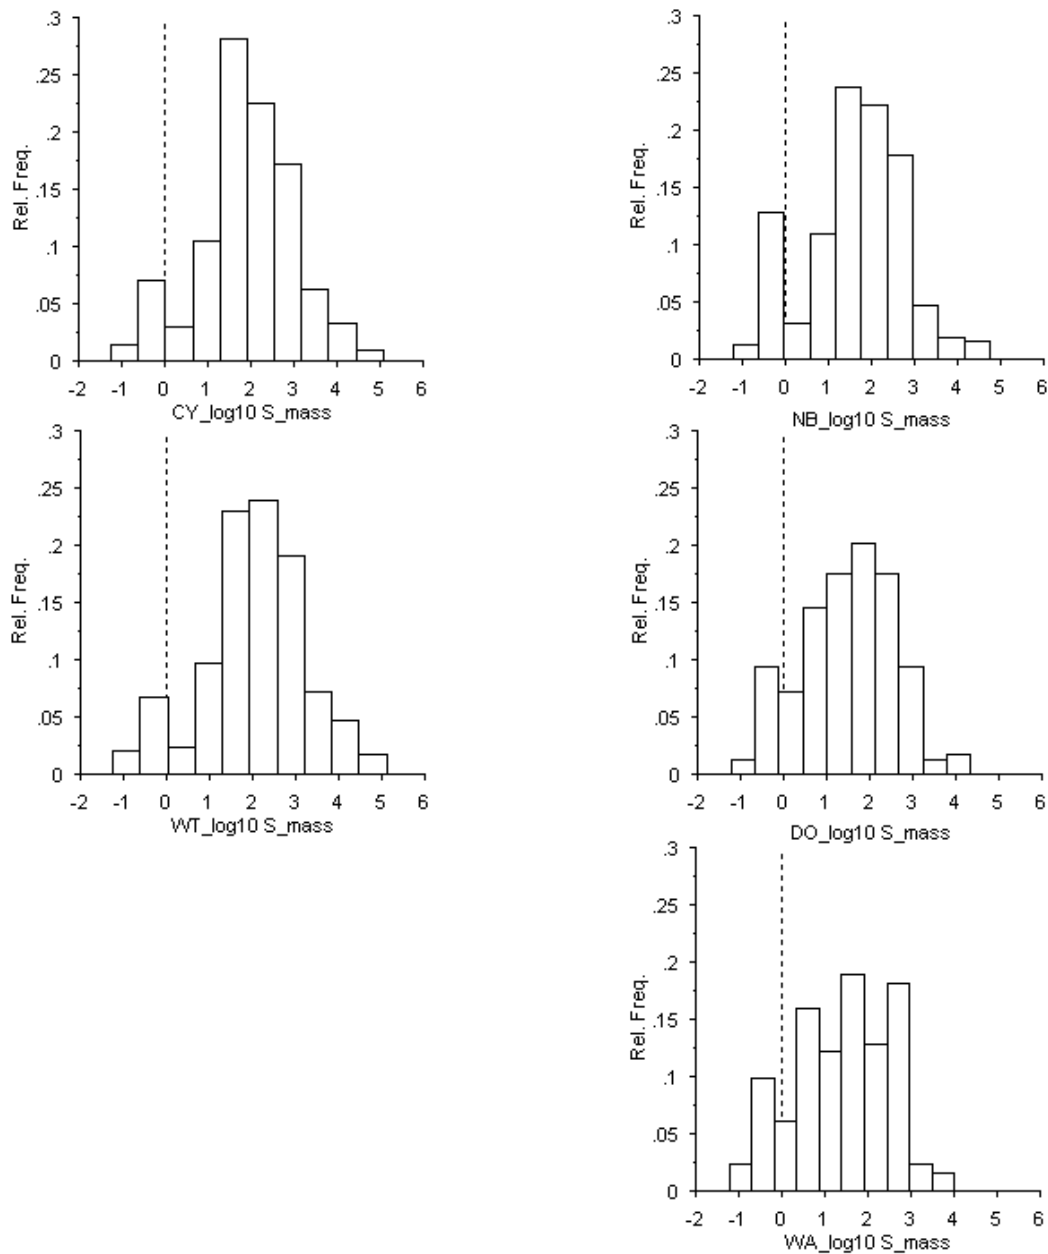 .3
.25
.2
.15
.1
.05
0
Rel. Freq.
-2 -1 0 1 2 3 4 5 6
CY_log10 S_mass
.3
.25
.2
.15
.1
.05
0
Rel. Freq.
-2 -1 0 1 2 3 4 5 6
NB_log10 S_mass
.3
.25
.2
.15
.1
.05
0
Rel. Freq.
-2 -1 0 1 2 3 4 5 6
WT_log10 S_mass
.3
.25
.2
.15
.1
.05
0
Rel. Freq.
-2 -1 0 1 2 3 4 5 6
DO_log10 S_mass
.3
.25
.2
.15
.1
.05
0
Rel. Freq.
-2 -1 0 1 2 3 4 5 6
WA_log10 S_mass